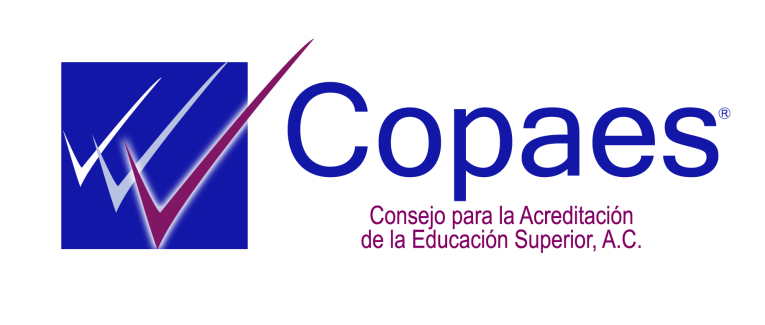 Copaes®
Consejo para la Acreditación
de la Educación Superior, A.C.